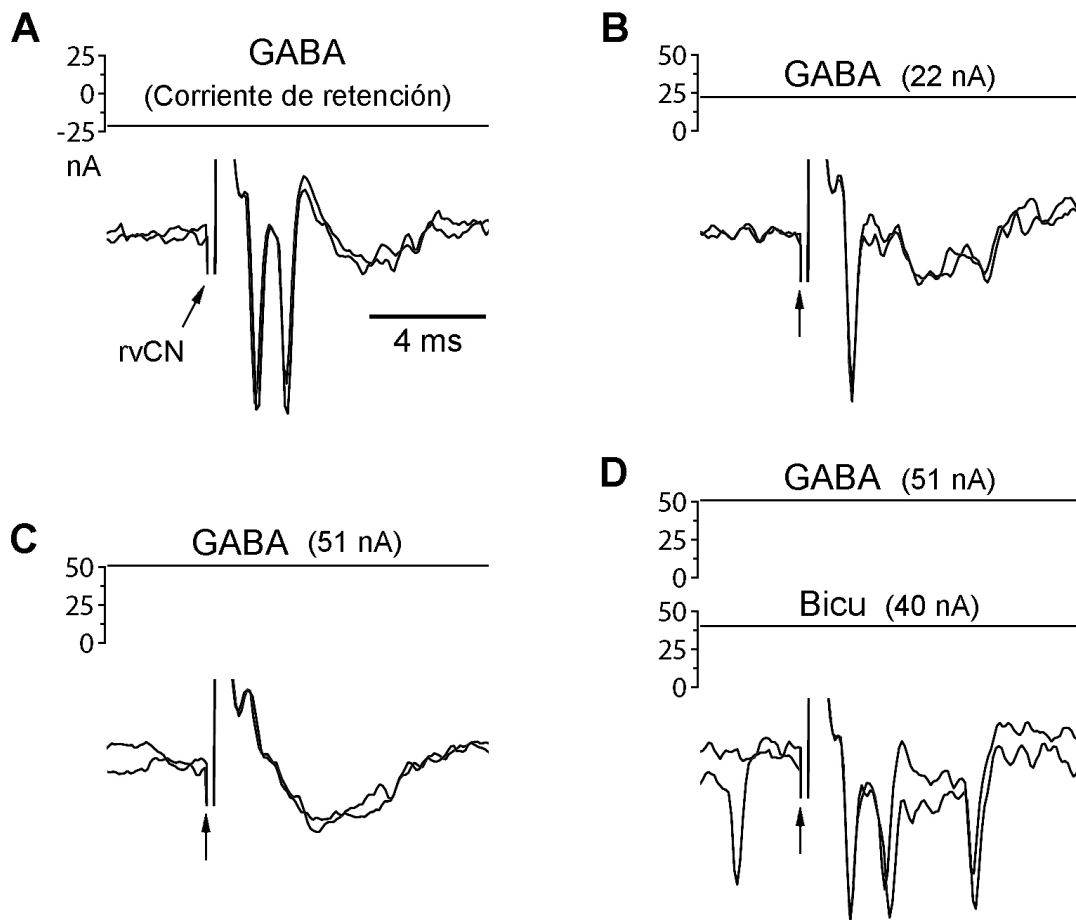 A
GABA
(Corriente de retención)
25
0
-25
nA
rvCN
4 ms
B
GABA (22 nA)
50
25
0
C
GABA (51 nA)
50
25
0
D
GABA (51 nA)
50
25
0
Bicu (40 nA)
50
25
0